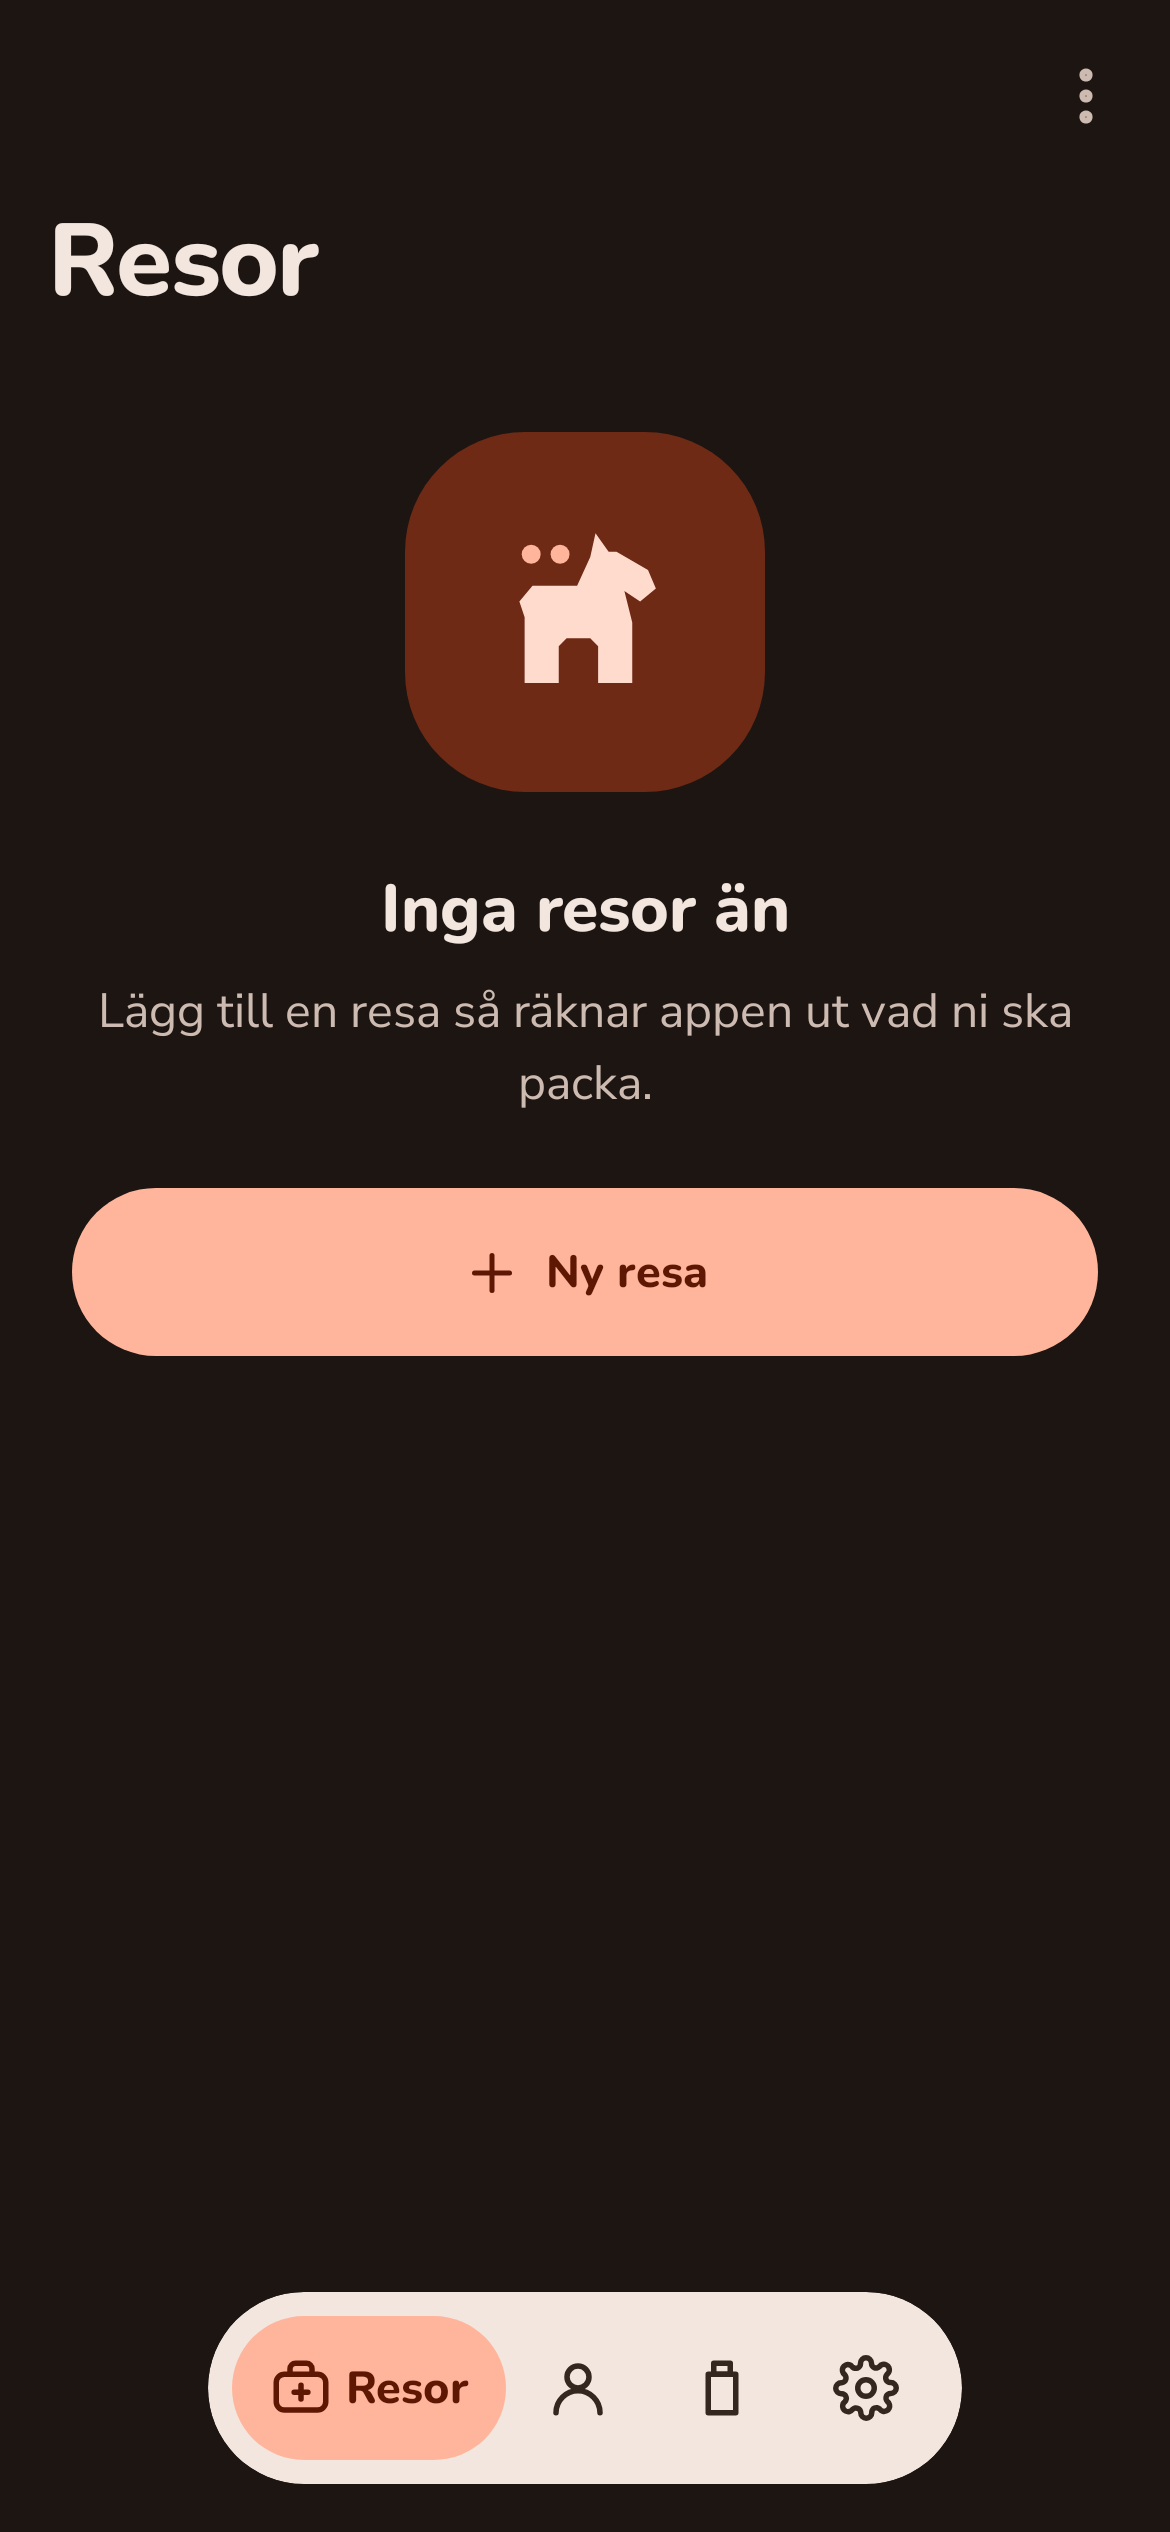 Resor
Inga resor än
Lägg till en resa så räknar appen ut vad ni ska
packa.
Ny resa
Resor